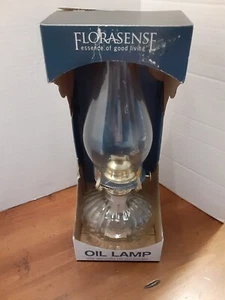 FLORASENSE
essence of good living
OIL LAMP